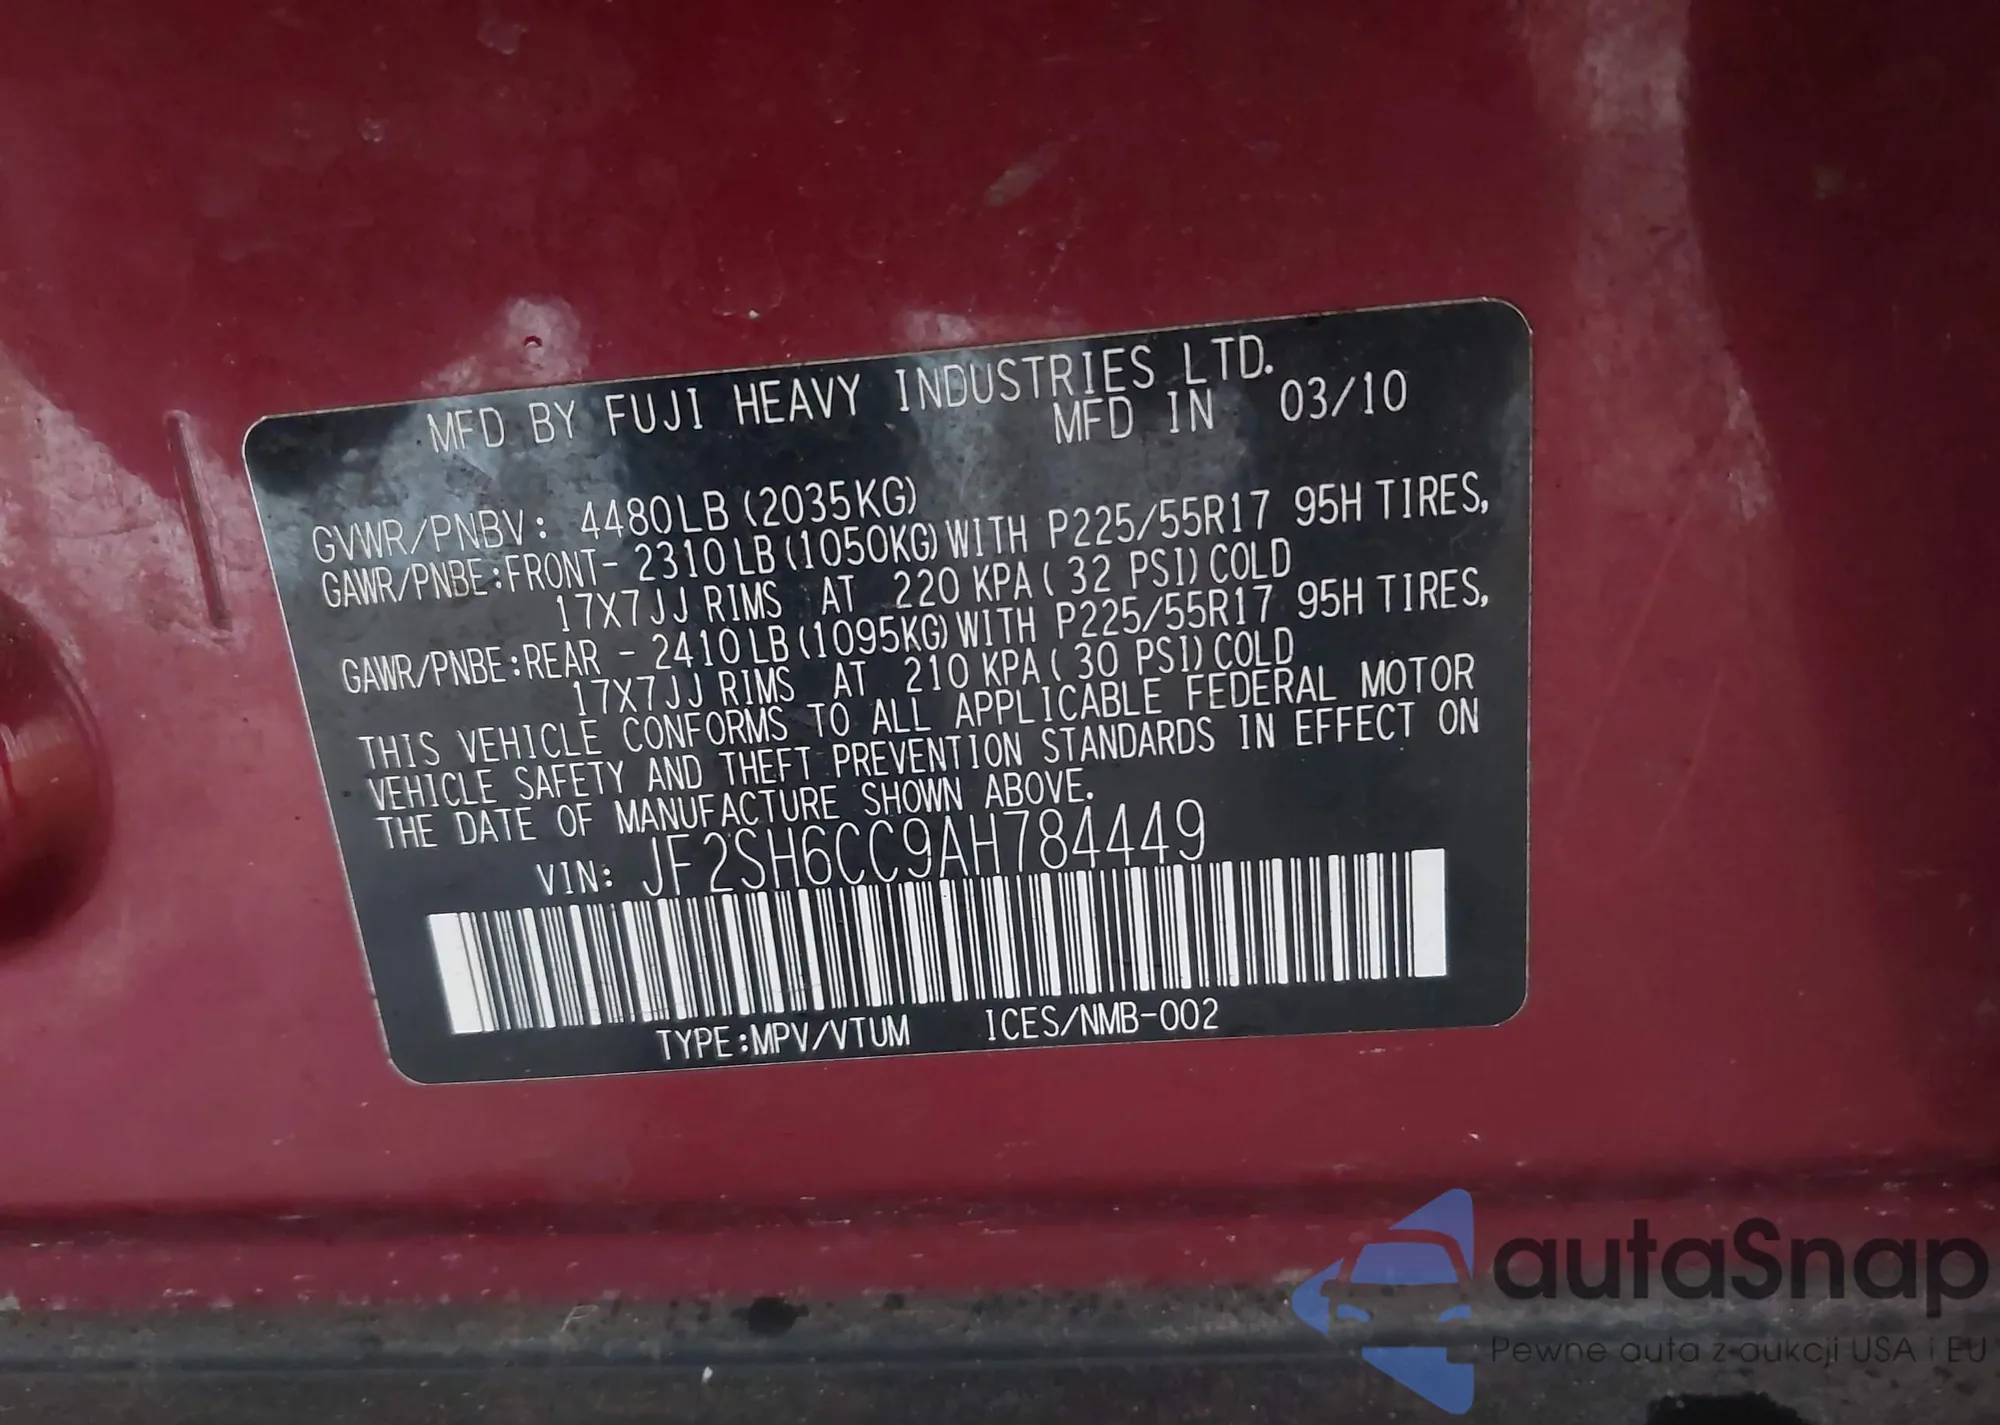 MFD BY FUJI HEAVY INDUSTRIES LTD.
MFD IN 03/10
GVWR/PNBV: 4480LB (2035KG)
GAWR/PNBE:FRONT- 2310LB(1050KG)WITH P225/55R17 95H TIRES,
17X7JJ RIMS AT 220 KPA( 32 PSI)COLD
GAWR/PNBE:REAR - 2410LB(1095KG)WITH P225/55R17 95H TIRES,
17X7JJ RIMS AT 210 KPA( 30 PSI)COLD
THIS VEHICLE CONFORMS TO ALL APPLICABLE FEDERAL MOTOR
VEHICLE SAFETY AND THEFT PREVENTION STANDARDS IN EFFECT ON
THE DATE OF MANUFACTURE SHOWN ABOVE.
VIN: JF2SH6CC9AH784449
TYPE:MPV/VTUM ICES/NMB-002
autaSnap
Pewne auta z aukcji USA i EU